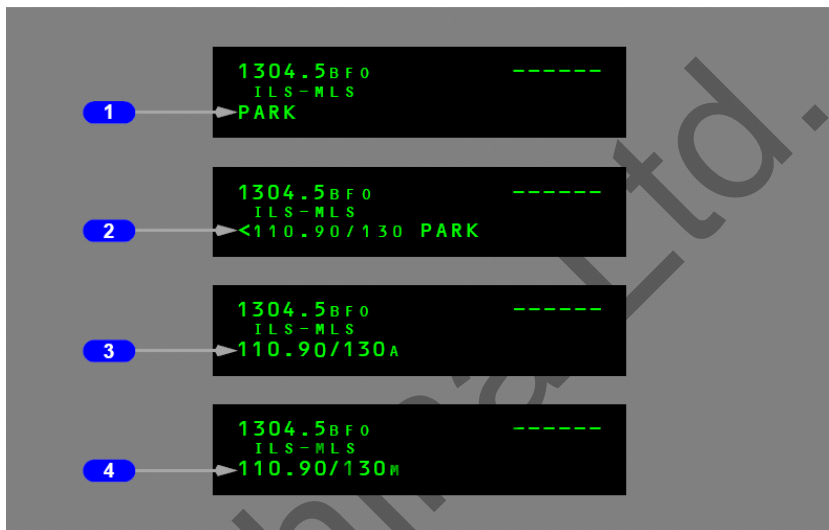 1304.5BFO ------
ILS-MLS
1 PARK
1304.5BFO ------
ILS-MLS
2 <110.90/130 PARK
1304.5BFO ------
ILS-MLS
3 110.90/130A
1304.5BFO ------
ILS-MLS
4 110.90/130M
Ltd.